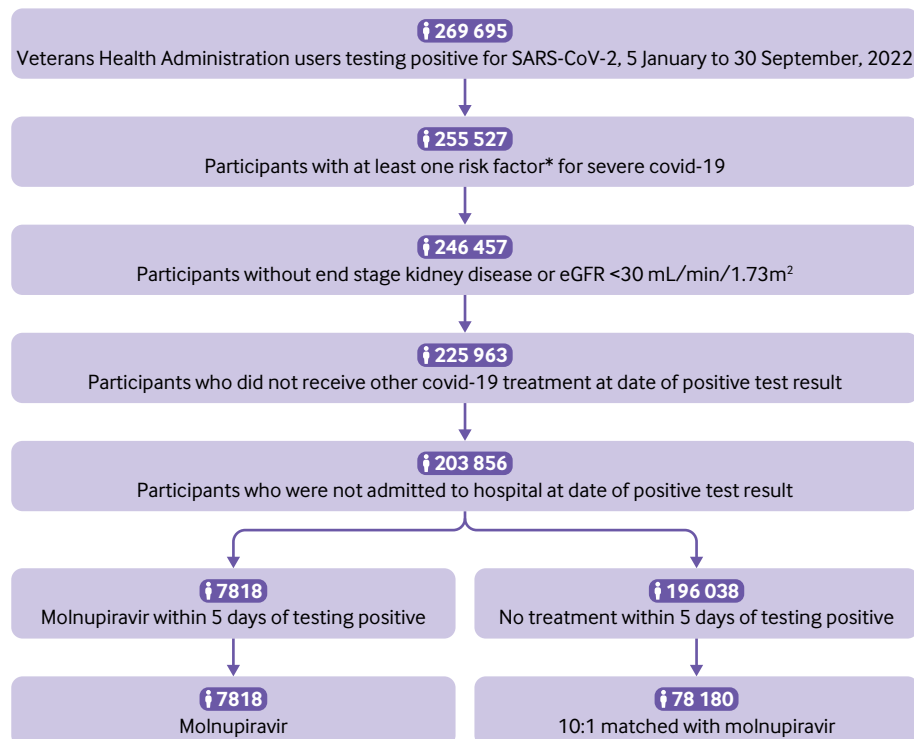 269 695
Veterans Health Administration users testing positive for SARS-CoV-2, 5 January to 30 September, 2022
255 527
Participants with at least one risk factor* for severe covid-19
246 457
Participants without end stage kidney disease or eGFR <30 mL/min/1.73m²
225 963
Participants who did not receive other covid-19 treatment at date of positive test result
203 856
Participants who were not admitted to hospital at date of positive test result
7818
Molnupiravir within 5 days of testing positive
196 038
No treatment within 5 days of testing positive
7818
Molnupiravir
78 180
10:1 matched with molnupiravir